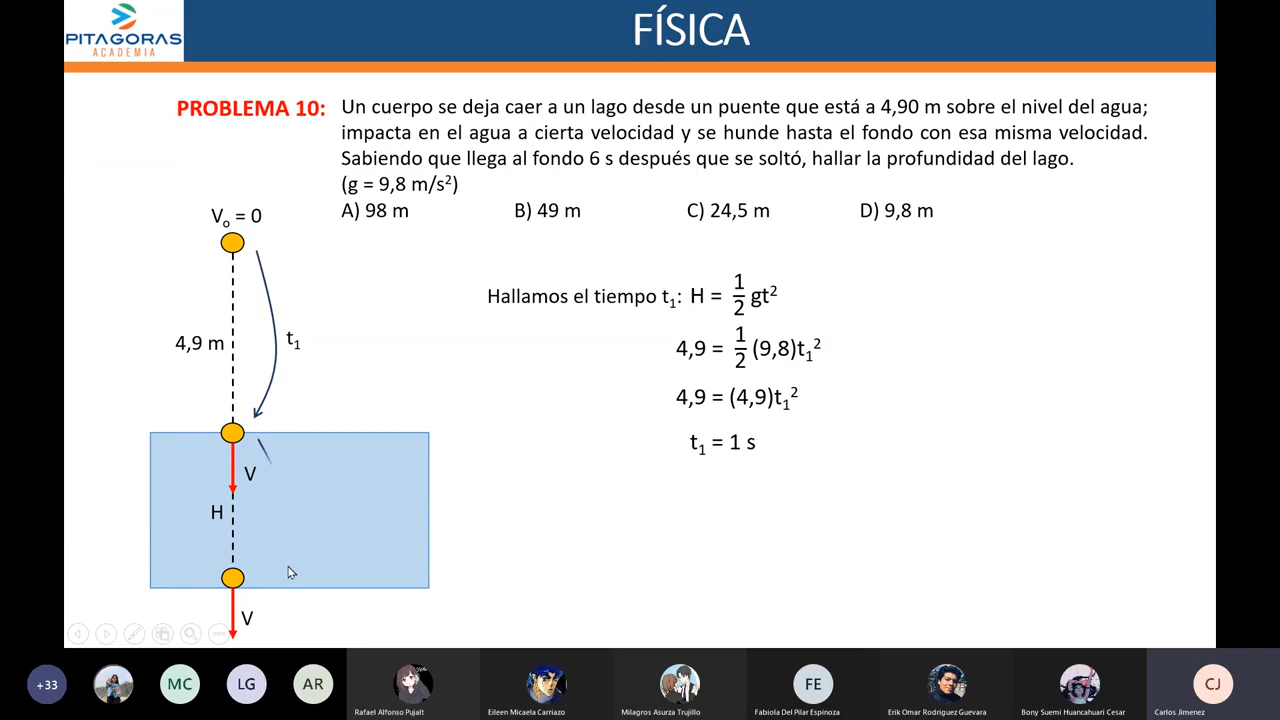 PITAGORAS
ACADEMIA
FÍSICA
PROBLEMA 10:
Un cuerpo se deja caer a un lago desde un puente que está a 4,90 m sobre el nivel del agua;
impacta en el agua a cierta velocidad y se hunde hasta el fondo con esa misma velocidad.
Sabiendo que llega al fondo 6 s después que se soltó, hallar la profundidad del lago.
(g = 9,8 m/s²)
A) 98 m B) 49 m C) 24,5 m D) 9,8 m
Vₒ = 0
Hallamos el tiempo t₁: H = 1/2 gt²
4,9 m
t₁
4,9 = 1/2 (9,8)t₁²
4,9 = (4,9)t₁²
t₁ = 1 s
V
H
V
+33 MC LG AR FE CJ
Rafael Alfonso Pujalt Eileen Micaela Carriazo Milagros Asurza Trujillo Fabiola Del Pilar Espinoza Erik Omar Rodriguez Guevara Bony Suemi Huancahuari Cesar Carlos Jimenez